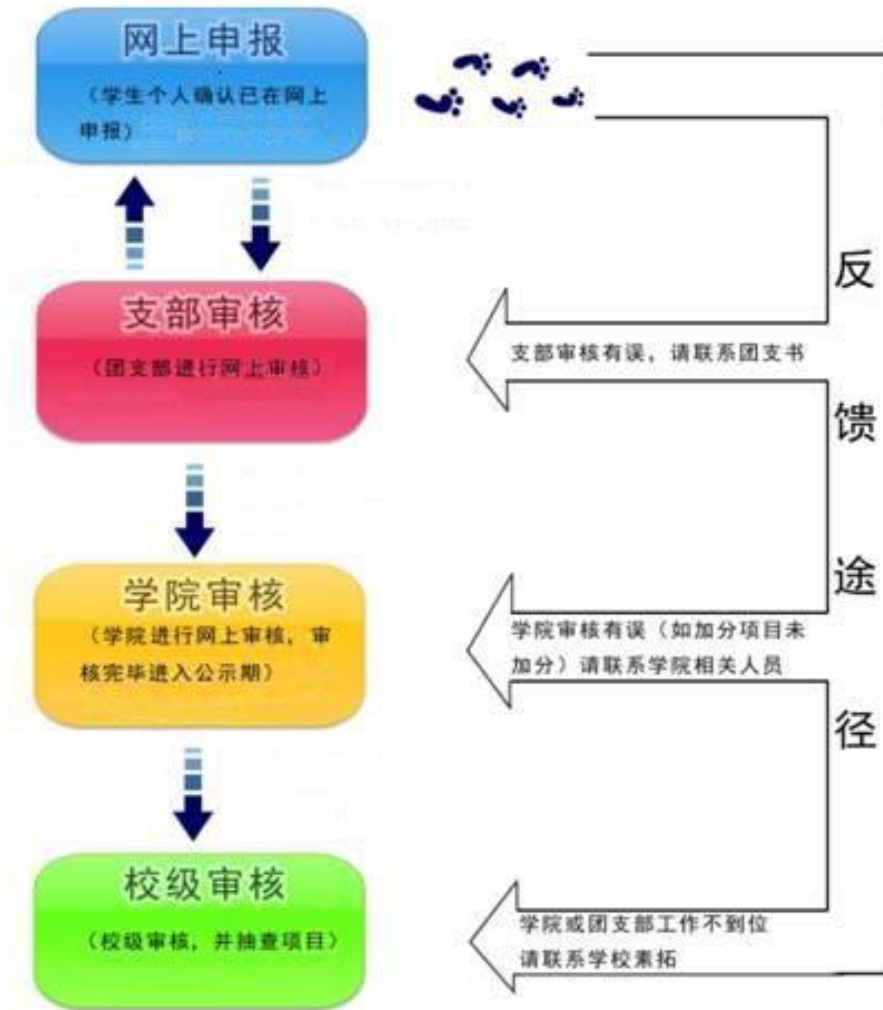 网上申报
（学生个人确认已在网上
申报）
支部审核
（团支部进行网上审核）
学院审核
（学院进行网上审核，审
核完毕进入公示期）
校级审核
（校级审核，并抽查项目）
反
馈
途
径
支部审核有误，请联系团支书
学院审核有误（如加分项目未
加分）请联系学院相关人员
学院或团支部工作不到位
请联系学校素拓